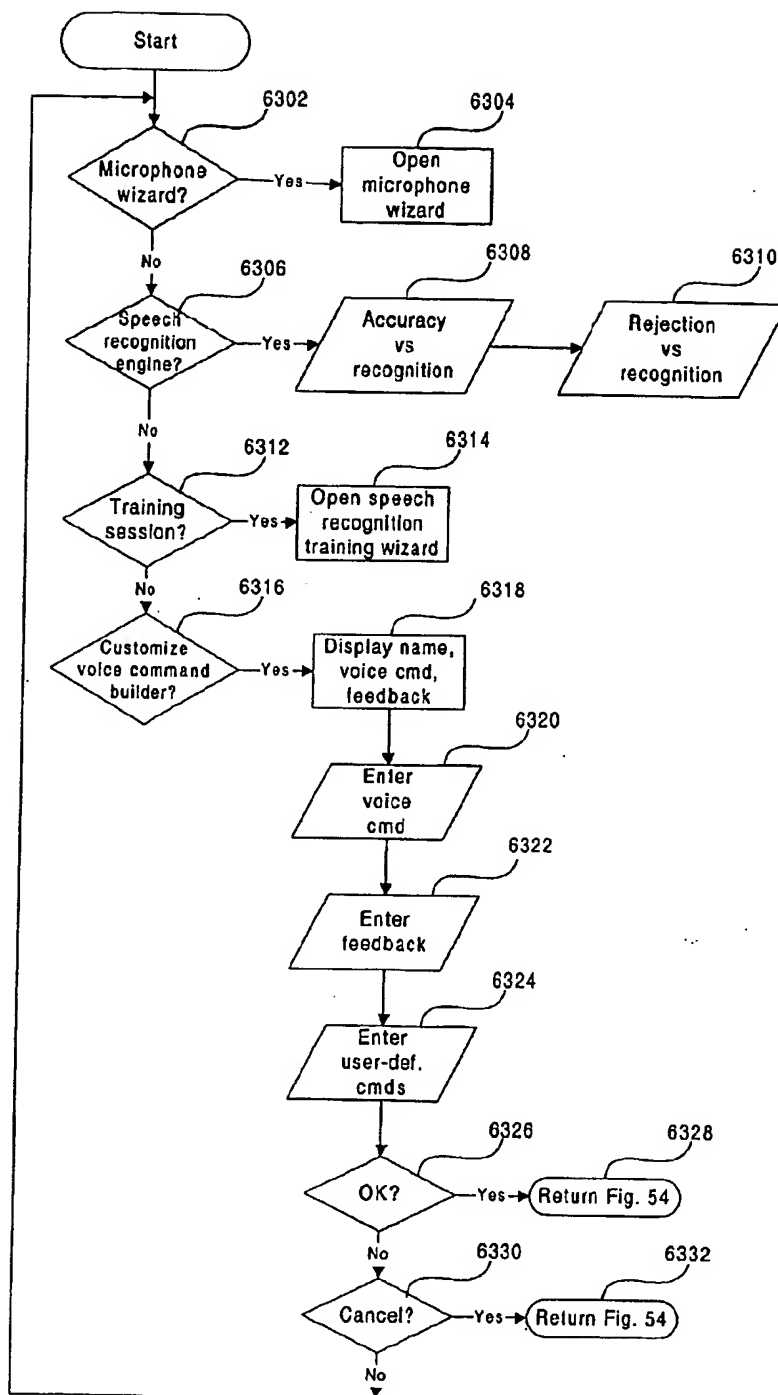 Start
6302
6304
Microphone
wizard?
Yes
Open
microphone
wizard
No
6306
6308
6310
Speech
recognition
engine?
Yes
Accuracy
vs
recognition
Rejection
vs
recognition
No
6312
6314
Training
session?
Yes
Open speech
recognition
training wizard
No
6316
6318
Customize
voice command
builder?
Yes
Display name,
voice cmd,
feedback
6320
Enter
voice
cmd
6322
Enter
feedback
6324
Enter
user-def.
cmds
6326
6328
OK?
Yes
Return Fig. 54
No
6330
6332
Cancel?
Yes
Return Fig. 54
No